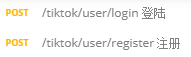 POST /tiktok/user/login 登陆
POST /tiktok/user/register 注册